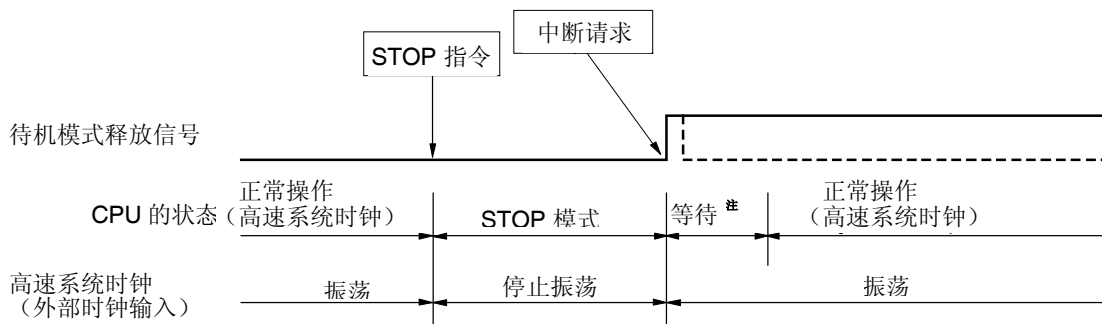 中断请求
STOP 指令
待机模式释放信号
正常操作
(高速系统时钟)
CPU 的状态
STOP 模式
等待 注
正常操作
(高速系统时钟)
高速系统时钟
(外部时钟输入)
振荡
停止振荡
振荡